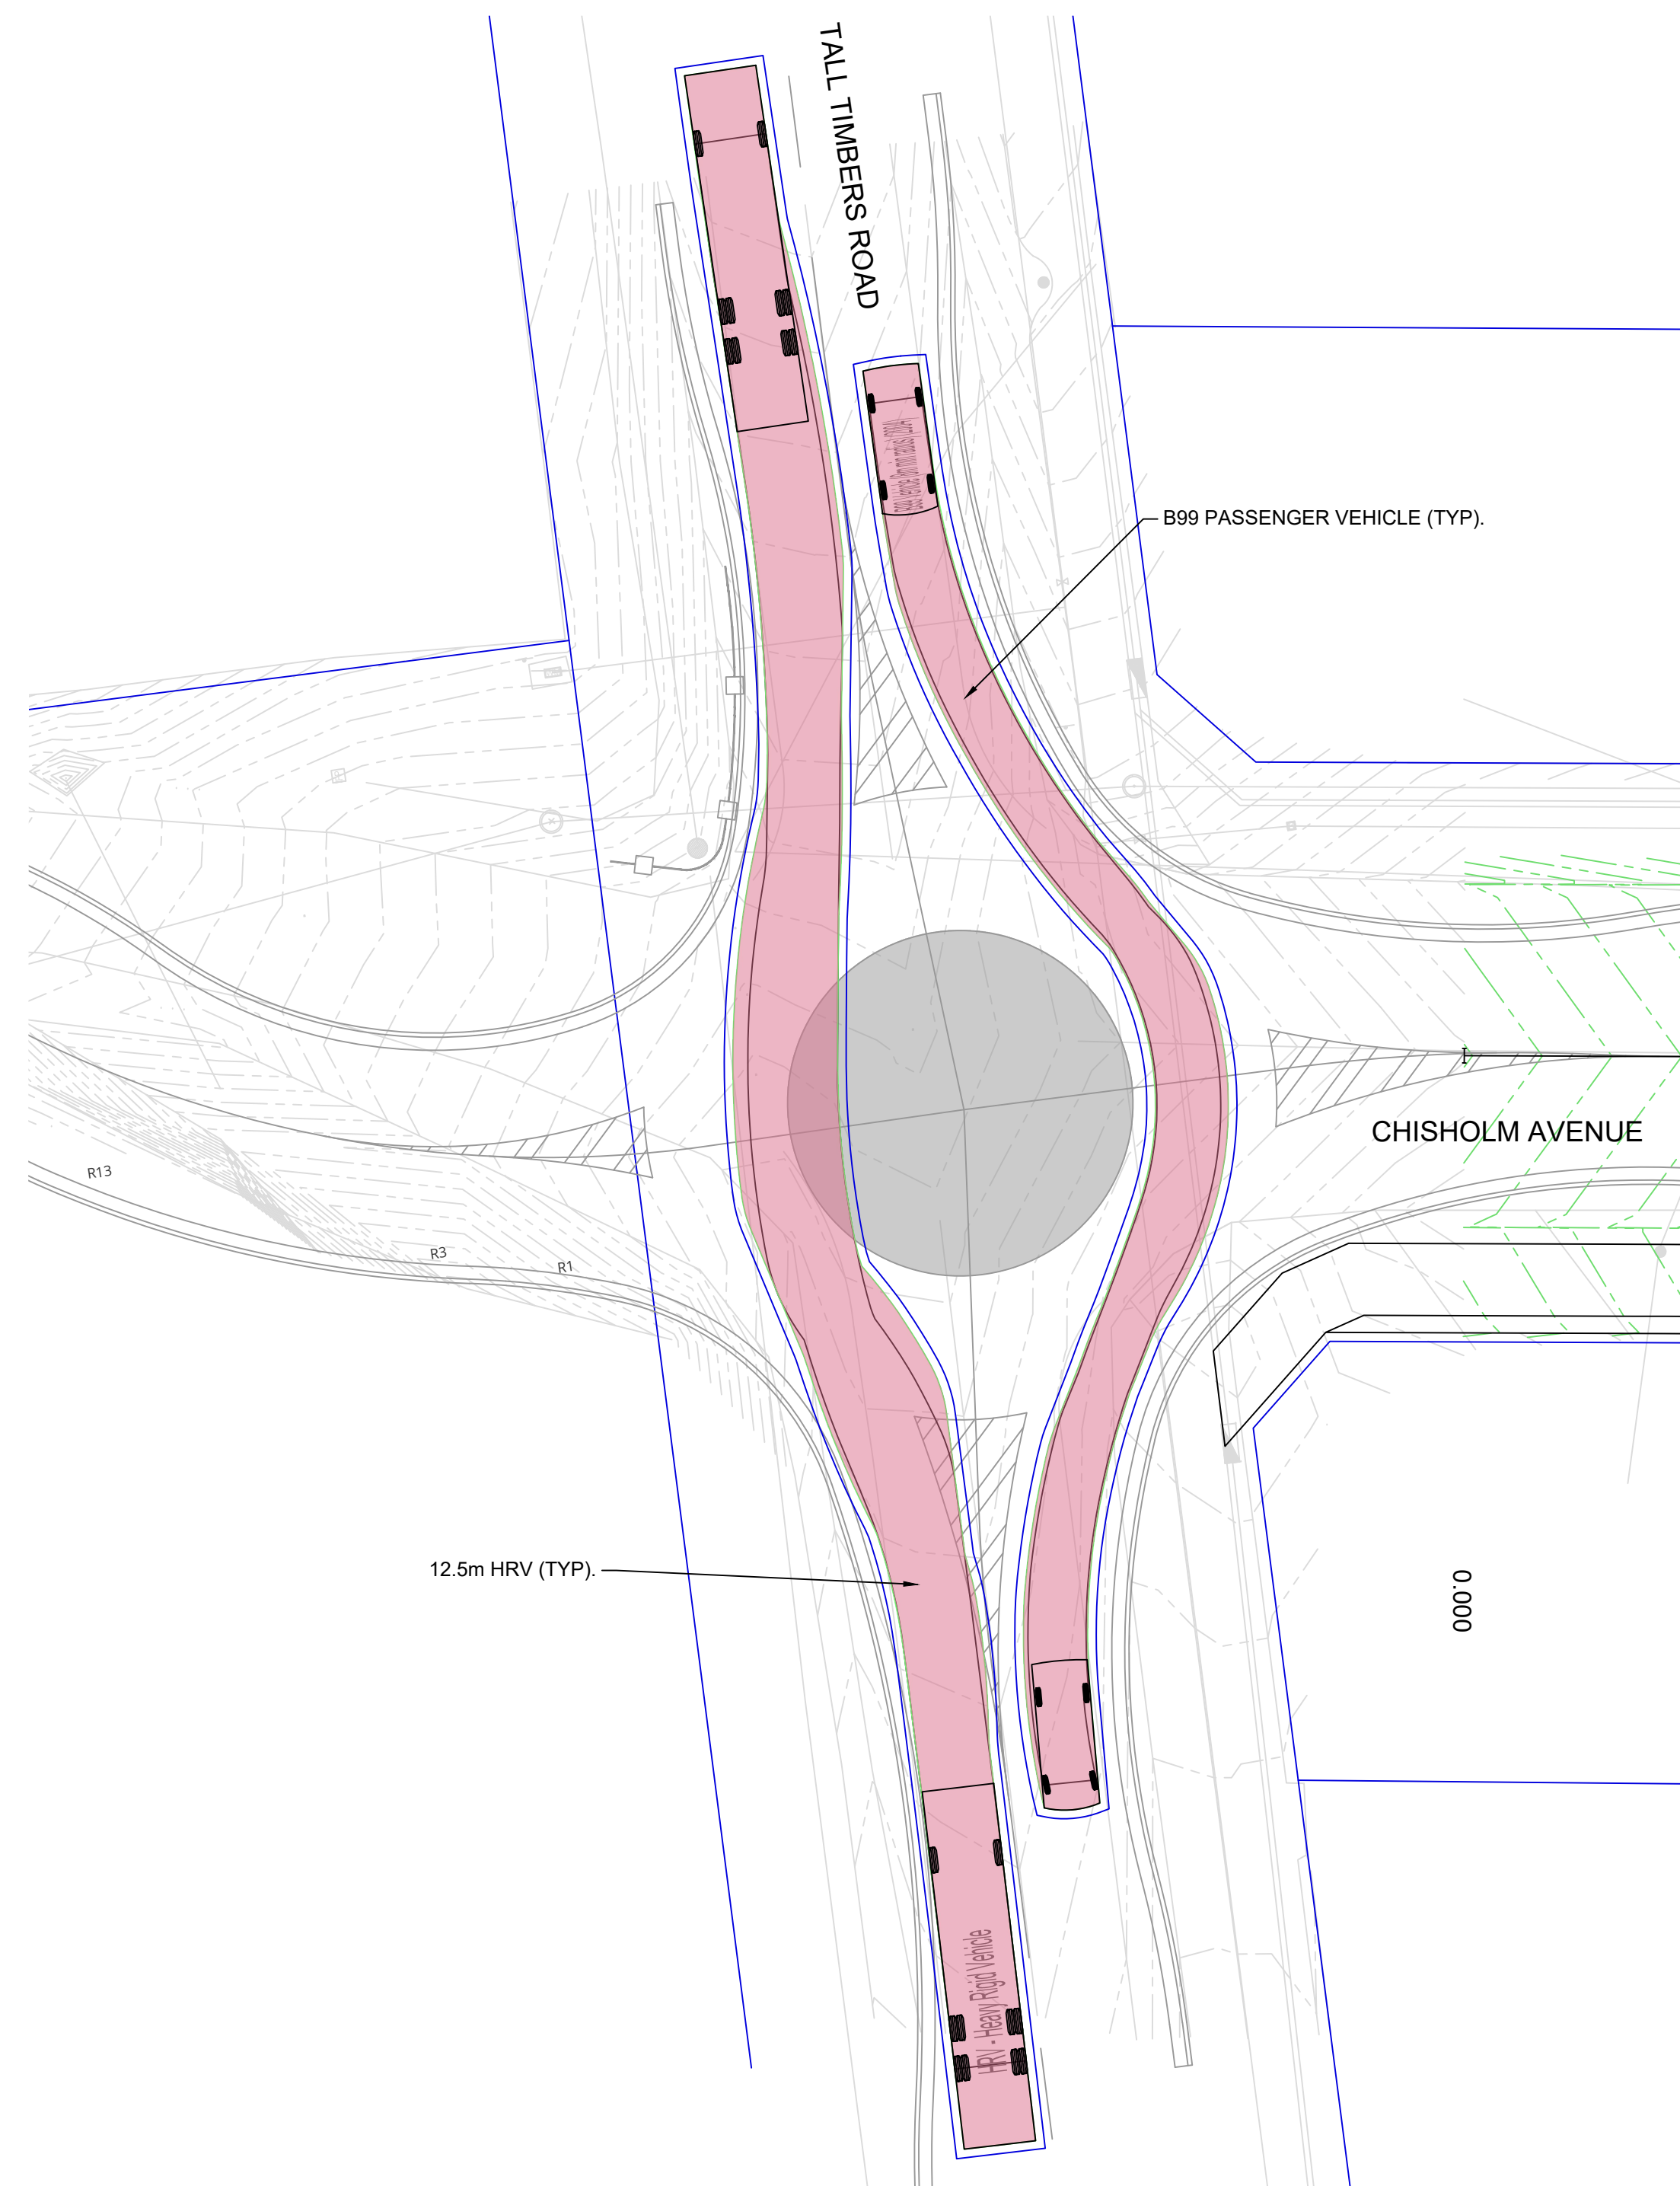 TALL TIMBERS ROAD
B99 PASSENGER VEHICLE (TYP).
CHISHOLM AVENUE
R13
R3
R1
12.5m HRV (TYP).
0.000
HRV - Heavy Rigid Vehicle